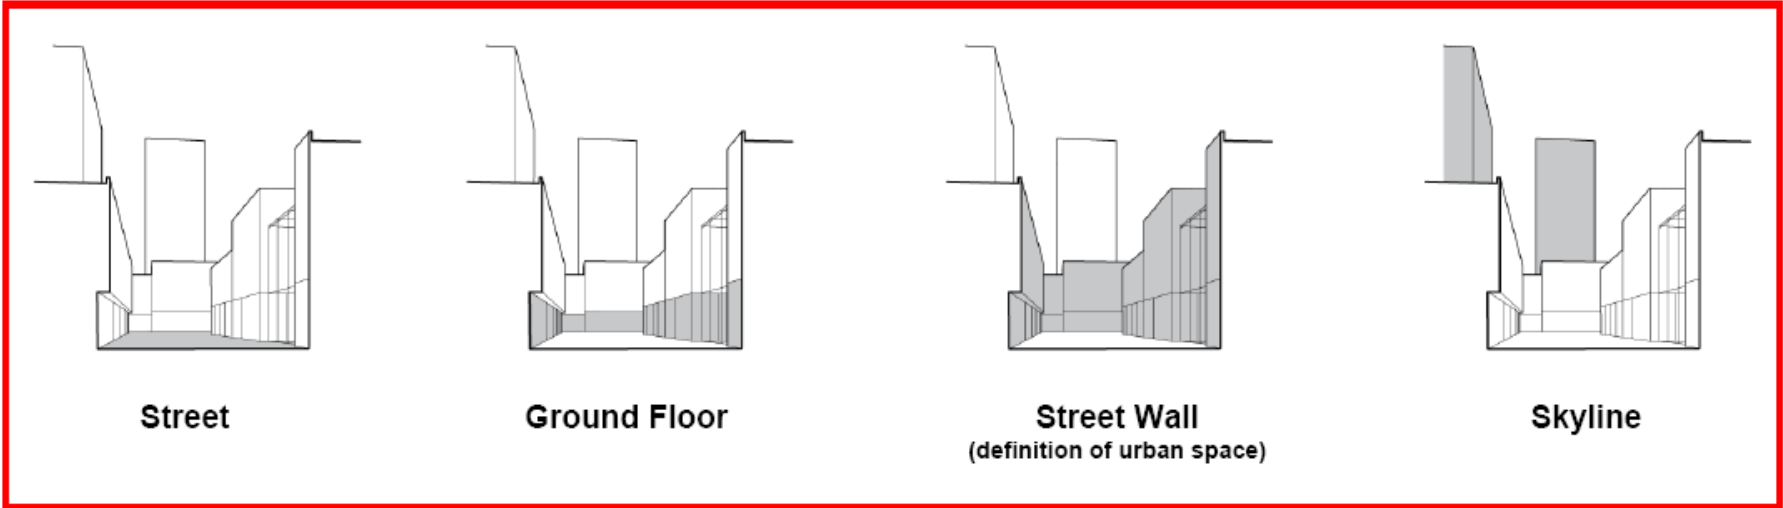 Street
Ground Floor
Street Wall
(definition of urban space)
Skyline